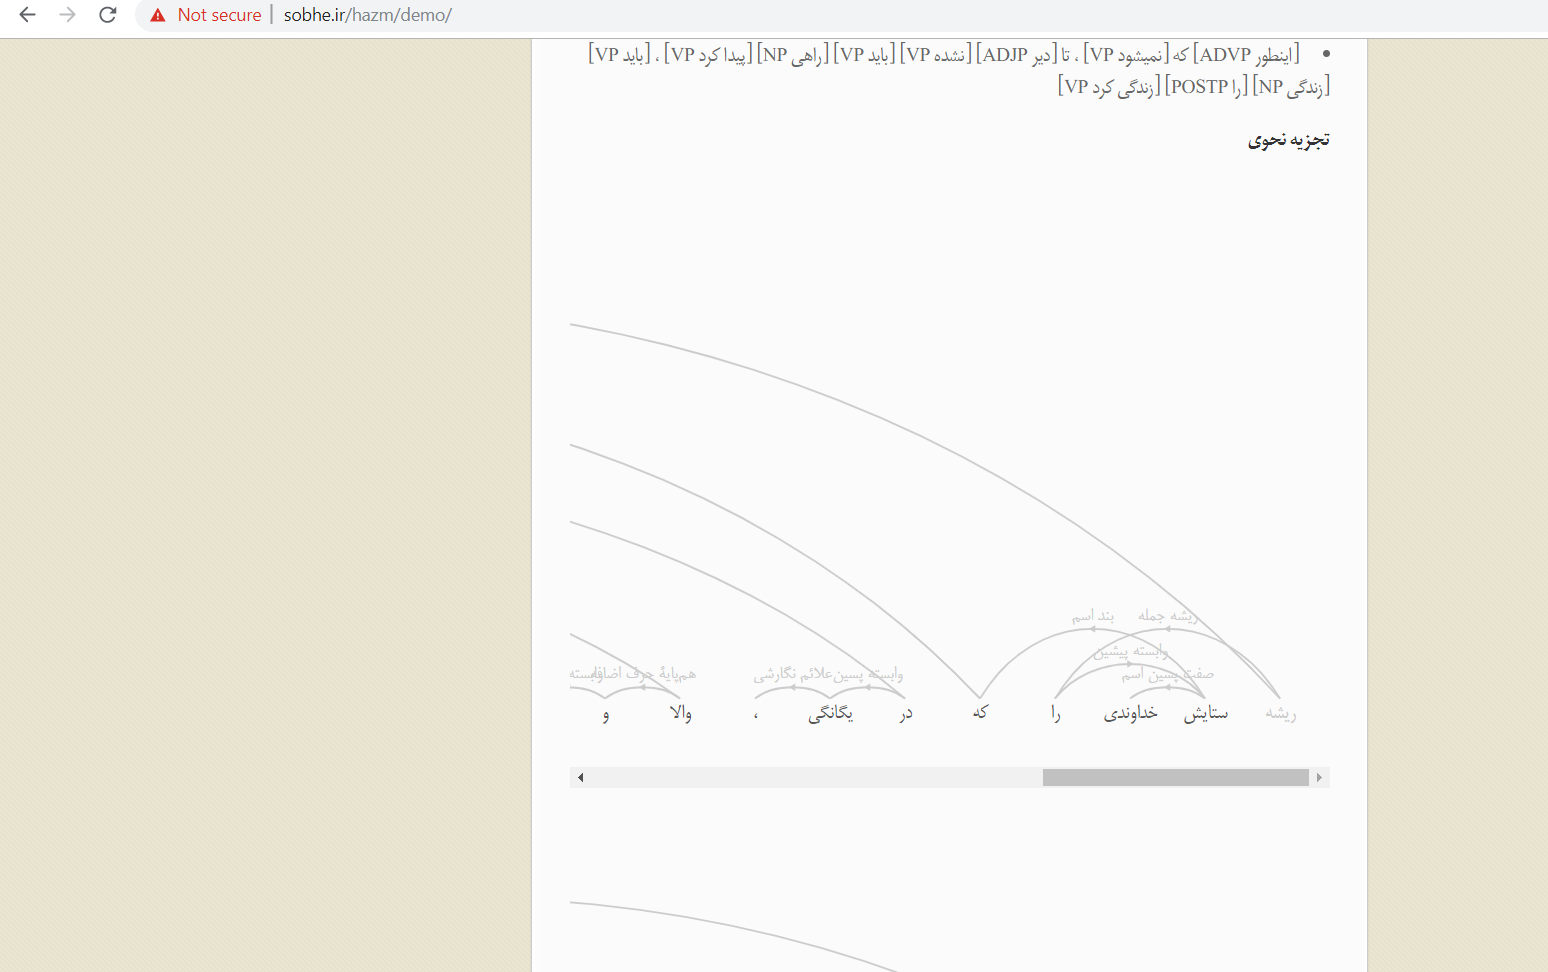 Not secure | sobhe.ir/hazm/demo/
• [اینطور ADVP] که [نمیشود VP] ، تا [دیر ADJP] [نشده VP] [باید VP] [راهی NP] [پیدا کرد VP] ، [باید VP]
[زندگی NP] [را POSTP] [زندگی کرد VP]
تجزیه نحوی
ریشه جمله بند اسم
وابسته پیشین
صفت پسین اسم وابسته پسین علائم نگارشی هم‌پایهٔ حرف اضافه وابسته
ریشه ستایش خداوندی را که در یگانگی ، والا و